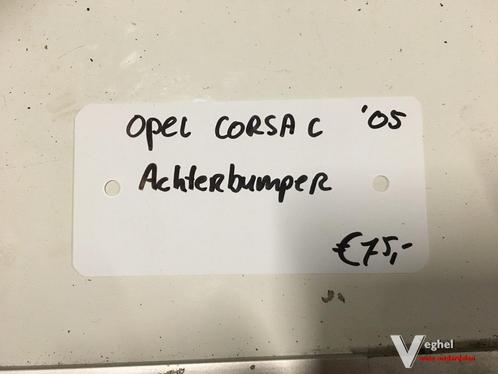 Opel CORSA C '05
Achterbumper
€75,-
Veghel